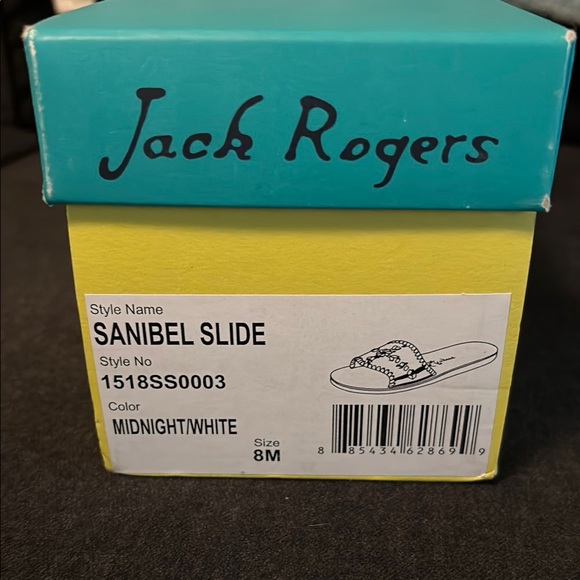 Jack Rogers
Style Name
SANIBEL SLIDE
Style No
1518SS0003
Color
MIDNIGHT/WHITE
Size
8M
8 85434 62869 9